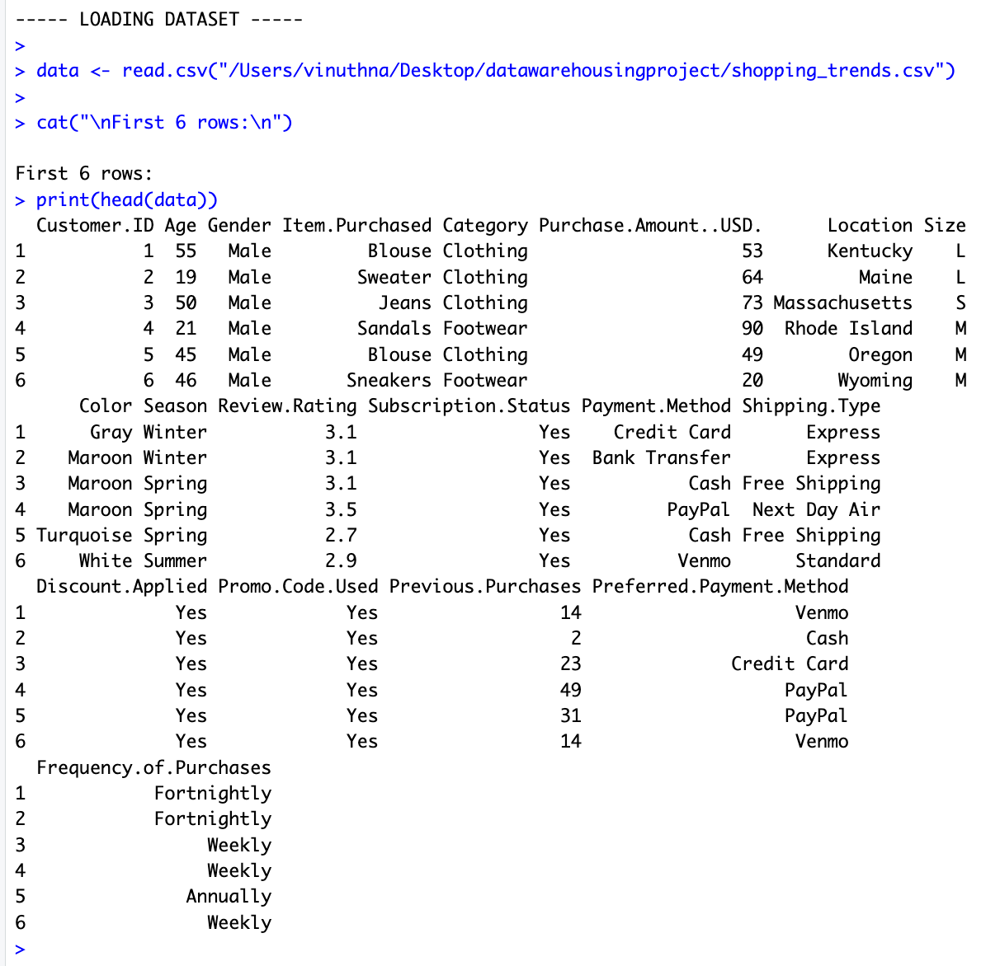 ----- LOADING DATASET -----
>
> data <- read.csv("/Users/vinuthna/Desktop/datawarehousingproject/shopping_trends.csv")
>
> cat("\nFirst 6 rows:\n")

First 6 rows:
> print(head(data))
  Customer.ID Age Gender Item.Purchased Category Purchase.Amount..USD.      Location Size
1           1  55   Male         Blouse Clothing                    53      Kentucky    L
2           2  19   Male        Sweater Clothing                    64         Maine    L
3           3  50   Male          Jeans Clothing                    73 Massachusetts    S
4           4  21   Male        Sandals Footwear                    90  Rhode Island    M
5           5  45   Male         Blouse Clothing                    49        Oregon    M
6           6  46   Male       Sneakers Footwear                    20       Wyoming    M
      Color Season Review.Rating Subscription.Status Payment.Method Shipping.Type
1      Gray Winter           3.1                 Yes    Credit Card       Express
2    Maroon Winter           3.1                 Yes  Bank Transfer       Express
3    Maroon Spring           3.1                 Yes           Cash Free Shipping
4    Maroon Spring           3.5                 Yes         PayPal  Next Day Air
5 Turquoise Spring           2.7                 Yes           Cash Free Shipping
6     White Summer           2.9                 Yes          Venmo      Standard
  Discount.Applied Promo.Code.Used Previous.Purchases Preferred.Payment.Method
1              Yes             Yes                 14                    Venmo
2              Yes             Yes                  2                     Cash
3              Yes             Yes                 23              Credit Card
4              Yes             Yes                 49                   PayPal
5              Yes             Yes                 31                   PayPal
6              Yes             Yes                 14                    Venmo
  Frequency.of.Purchases
1            Fortnightly
2            Fortnightly
3                 Weekly
4                 Weekly
5               Annually
6                 Weekly
>